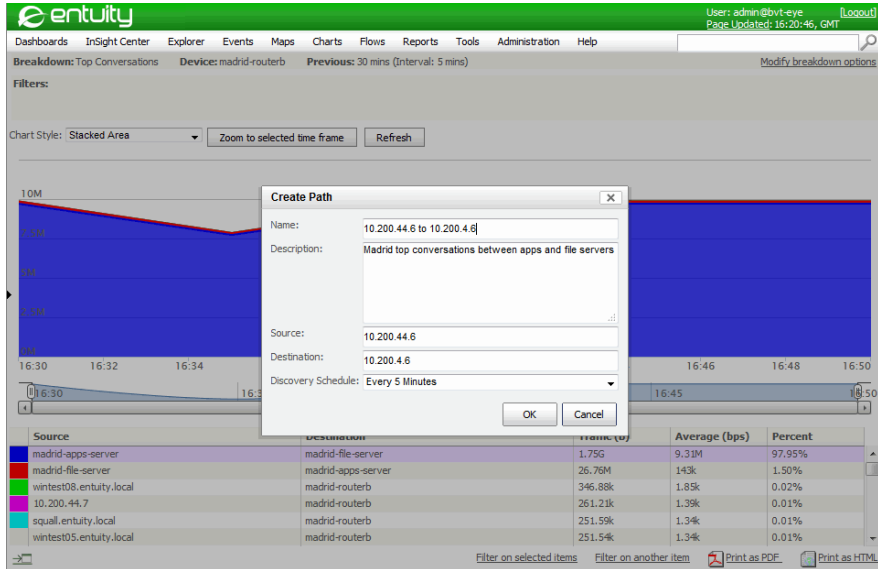 entuity
User: admin@bvt-eye [Logout]
Page Updated: 16:20:46, GMT
Dashboards InSight Center Explorer Events Maps Charts Flows Reports Tools Administration Help
Breakdown: Top Conversations Device: madrid-routerb Previous: 30 mins (Interval: 5 mins) Modify breakdown options
Filters:
Chart Style: Stacked Area Zoom to selected time frame Refresh
10M
7.5M
5M
2.5M
0M
Create Path
Name: 10.200.44.6 to 10.200.4.6
Description: Madrid top conversations between apps and file servers
Source: 10.200.44.6
Destination: 10.200.4.6
Discovery Schedule: Every 5 Minutes
OK Cancel
16:30 16:32 16:34 16:46 16:48 16:50
16:30 16:45
Source Destination Traffic (B) Average (bps) Percent
madrid-apps-server madrid-file-server 1.75G 9.31M 97.95%
madrid-file-server madrid-apps-server 26.76M 143k 1.50%
wintest08.entuity.local madrid-routerb 346.88k 1.85k 0.02%
10.200.44.7 madrid-routerb 261.21k 1.39k 0.01%
squall.entuity.local madrid-routerb 251.59k 1.34k 0.01%
wintest05.entuity.local madrid-routerb 251.54k 1.34k 0.01%
Filter on selected items Filter on another item Print as PDF Print as HTML